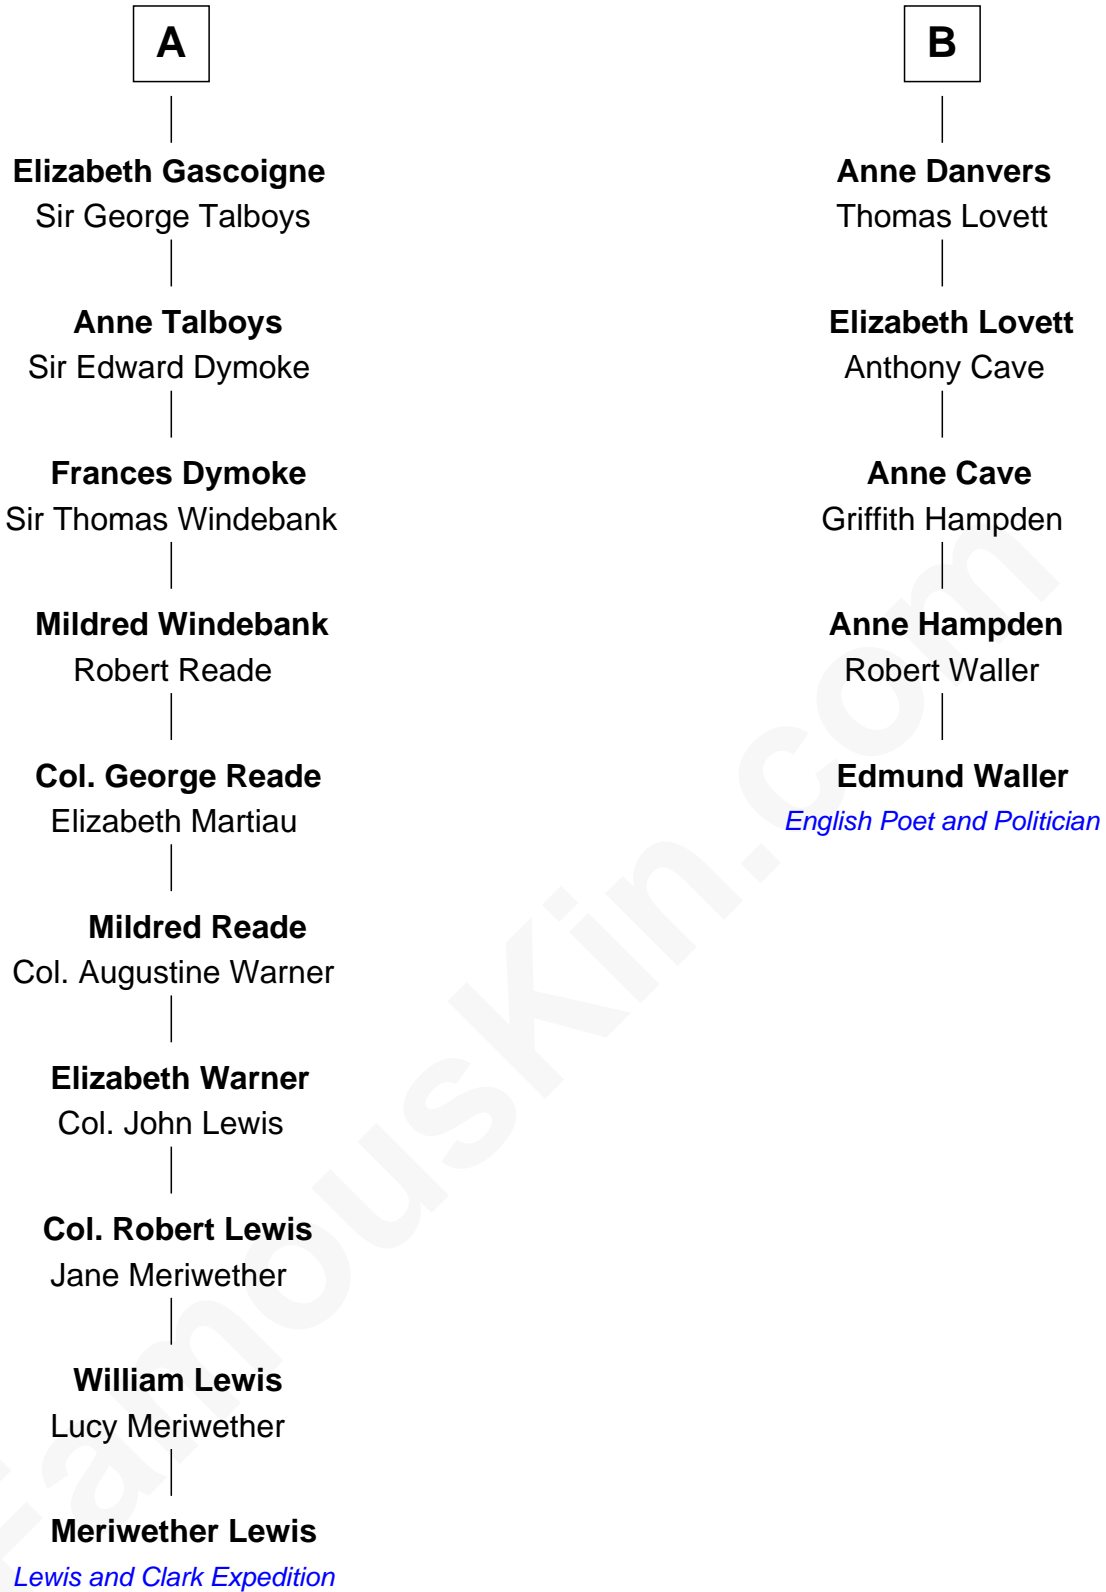 A
Elizabeth Gascoigne
Sir George Talboys
Anne Talboys
Sir Edward Dymoke
Frances Dymoke
Sir Thomas Windebank
Mildred Windebank
Robert Reade
Col. George Reade
Elizabeth Martiau
Mildred Reade
Col. Augustine Warner
Elizabeth Warner
Col. John Lewis
Col. Robert Lewis
Jane Meriwether
William Lewis
Lucy Meriwether
Meriwether Lewis
Lewis and Clark Expedition
B
Anne Danvers
Thomas Lovett
Elizabeth Lovett
Anthony Cave
Anne Cave
Griffith Hampden
Anne Hampden
Robert Waller
Edmund Waller
English Poet and Politician
FamousKin.com